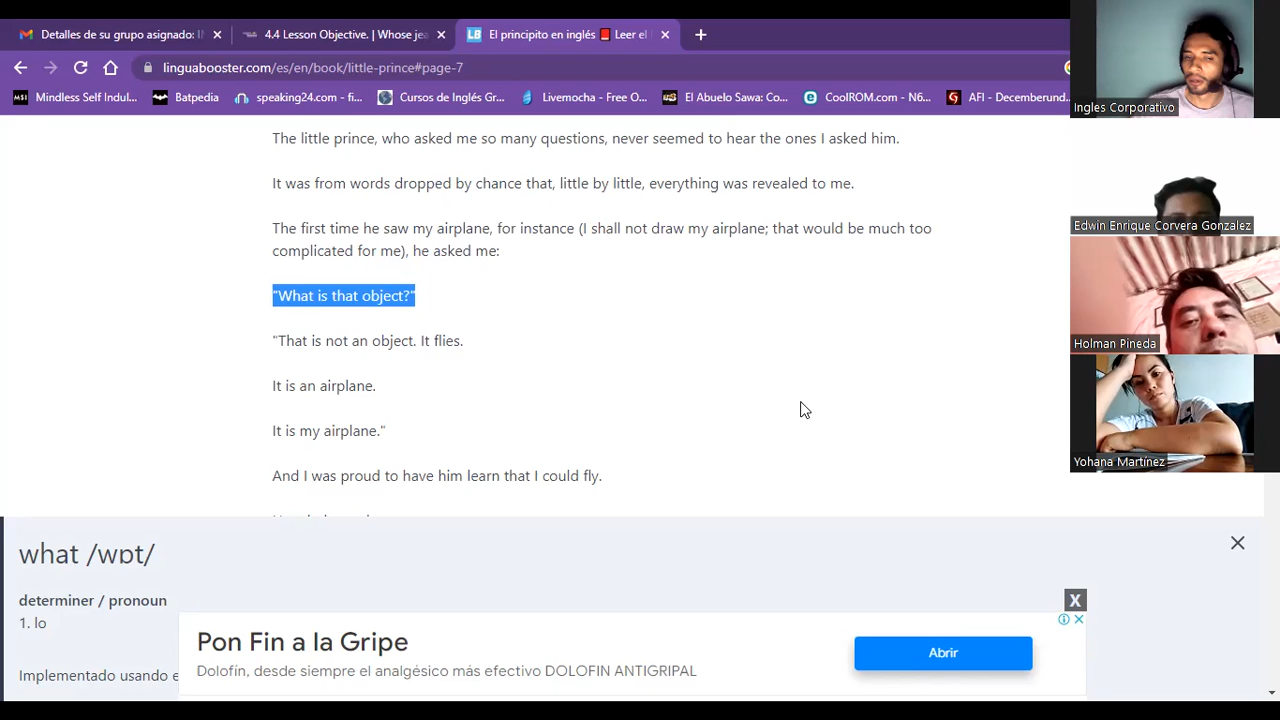 Detalles de su grupo asignado: I
4.4 Lesson Objective. | Whose jea
LB El principito en inglés 📕 Leer el
linguabooster.com/es/en/book/little-prince#page-7
Mindless Self Indul...
Batpedia
speaking24.com - fi...
Cursos de Inglés Gr...
Livemocha - Free O...
El Abuelo Sawa: Co...
CoolROM.com - N6...
AFI - Decemberund...
Ingles Corporativo
The little prince, who asked me so many questions, never seemed to hear the ones I asked him.
It was from words dropped by chance that, little by little, everything was revealed to me.
Edwin Enrique Corvera Gonzalez
The first time he saw my airplane, for instance (I shall not draw my airplane; that would be much too
complicated for me), he asked me:
"What is that object?"
"That is not an object. It flies.
Holman Pineda
It is an airplane.
It is my airplane."
Yohana Martínez
And I was proud to have him learn that I could fly.
what /wɒt/
determiner / pronoun
1. lo
Implementado usando e
Pon Fin a la Gripe
Dolofin, desde siempre el analgésico más efectivo DOLOFIN ANTIGRIPAL
Abrir
X